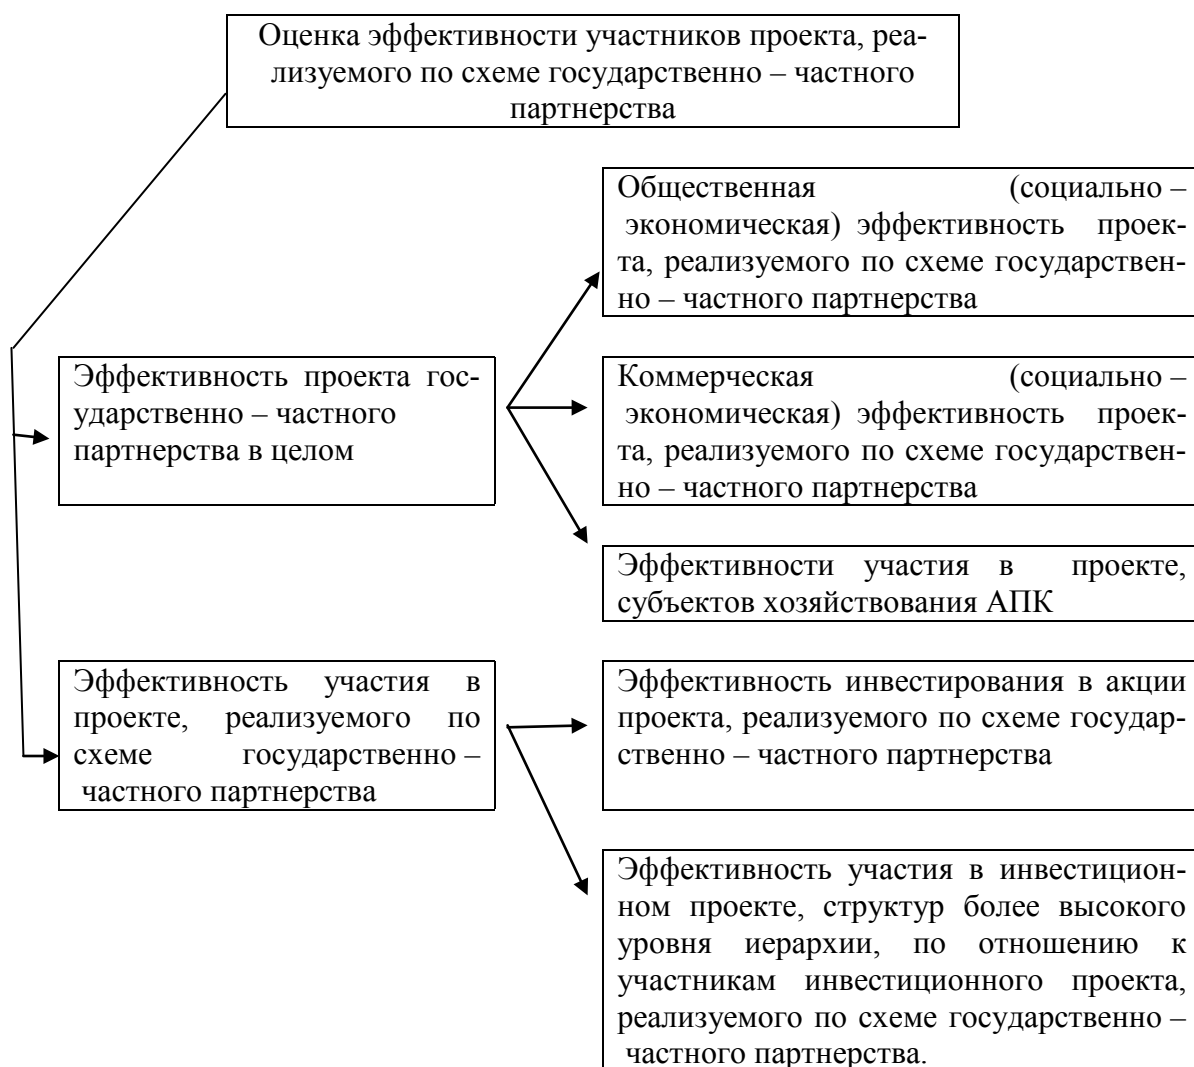 Оценка эффективности участников проекта, реа-
лизуемого по схеме государственно – частного
партнерства
Общественная (социально –
экономическая) эффективность проек-
та, реализуемого по схеме государствен-
но – частного партнерства
Эффективность проекта гос-
ударственно – частного
партнерства в целом
Коммерческая (социально –
экономическая) эффективность проек-
та, реализуемого по схеме государствен-
но – частного партнерства
Эффективности участия в проекте,
субъектов хозяйствования АПК
Эффективность участия в
проекте, реализуемого по
схеме государственно –
частного партнерства
Эффективность инвестирования в акции
проекта, реализуемого по схеме государ-
ственно – частного партнерства
Эффективность участия в инвестицион-
ном проекте, структур более высокого
уровня иерархии, по отношению к
участникам инвестиционного проекта,
реализуемого по схеме государственно –
частного партнерства.